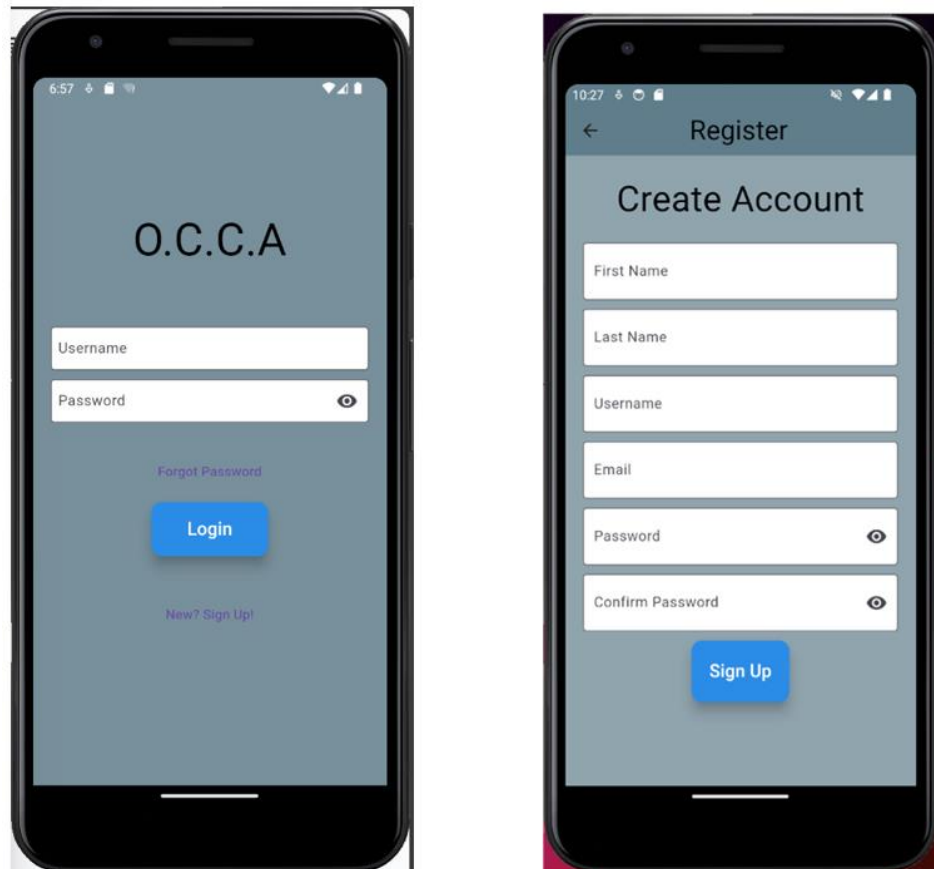 6:57
O.C.C.A
Username
Password
Forgot Password
Login
New? Sign Up!
10:27
Register
Create Account
First Name
Last Name
Username
Email
Password
Confirm Password
Sign Up